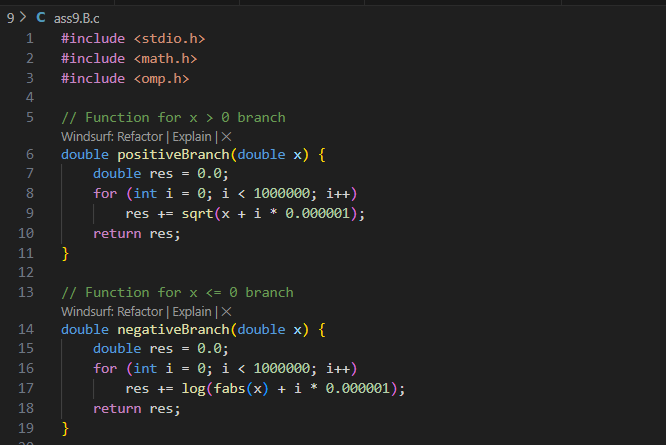 9 > C ass9.B.c
1 #include <stdio.h>
2 #include <math.h>
3 #include <omp.h>
4
5 // Function for x > 0 branch
Windsurf: Refactor | Explain | ✕
6 double positiveBranch(double x) {
7     double res = 0.0;
8     for (int i = 0; i < 1000000; i++)
9         res += sqrt(x + i * 0.000001);
10     return res;
11 }
12
13 // Function for x <= 0 branch
Windsurf: Refactor | Explain | ✕
14 double negativeBranch(double x) {
15     double res = 0.0;
16     for (int i = 0; i < 1000000; i++)
17         res += log(fabs(x) + i * 0.000001);
18     return res;
19 }